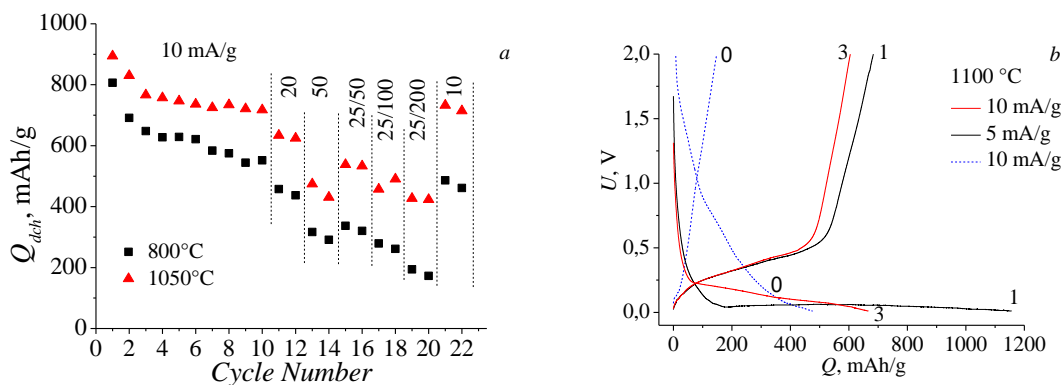 1000
800
600
400
200
0
Q_dch, mAh/g
10 mA/g
a
20
50
25/50
25/100
25/200
10
800°C
1050°C
0 2 4 6 8 10 12 14 16 18 20 22
Cycle Number
2,0
1,5
1,0
0,5
0,0
U, V
0
3
1
b
1100 °C
10 mA/g
5 mA/g
10 mA/g
0
3
1
0 200 400 600 800 1000 1200
Q, mAh/g